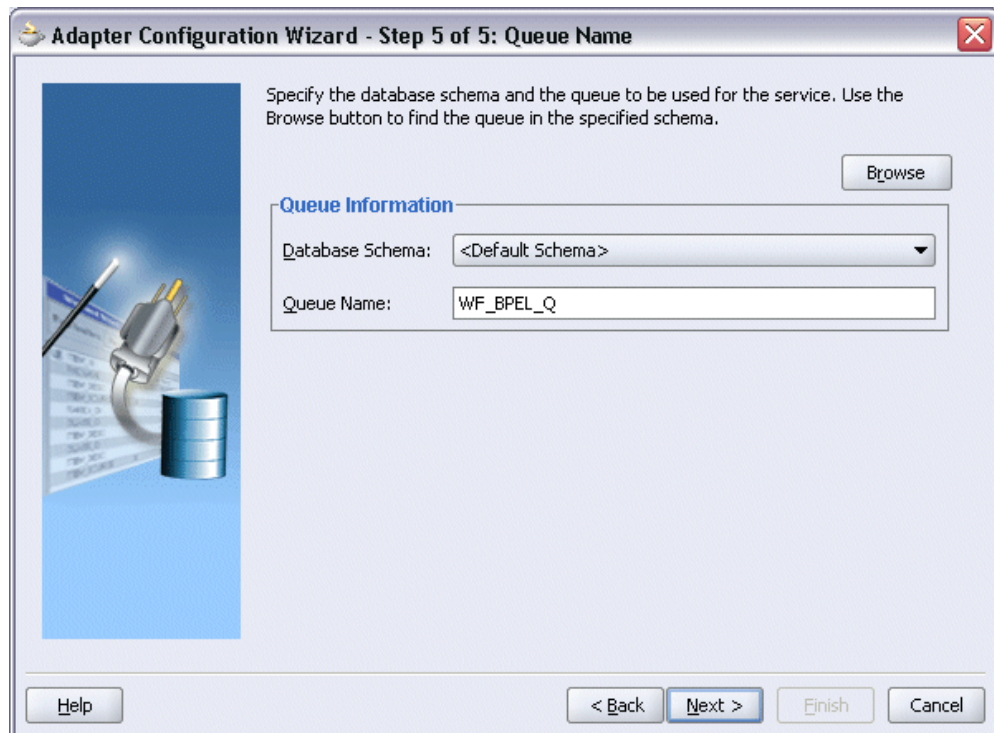 Adapter Configuration Wizard - Step 5 of 5: Queue Name
Specify the database schema and the queue to be used for the service. Use the
Browse button to find the queue in the specified schema.
Browse
Queue Information
Database Schema: <Default Schema>
Queue Name: WF_BPEL_Q
Help < Back Next > Finish Cancel